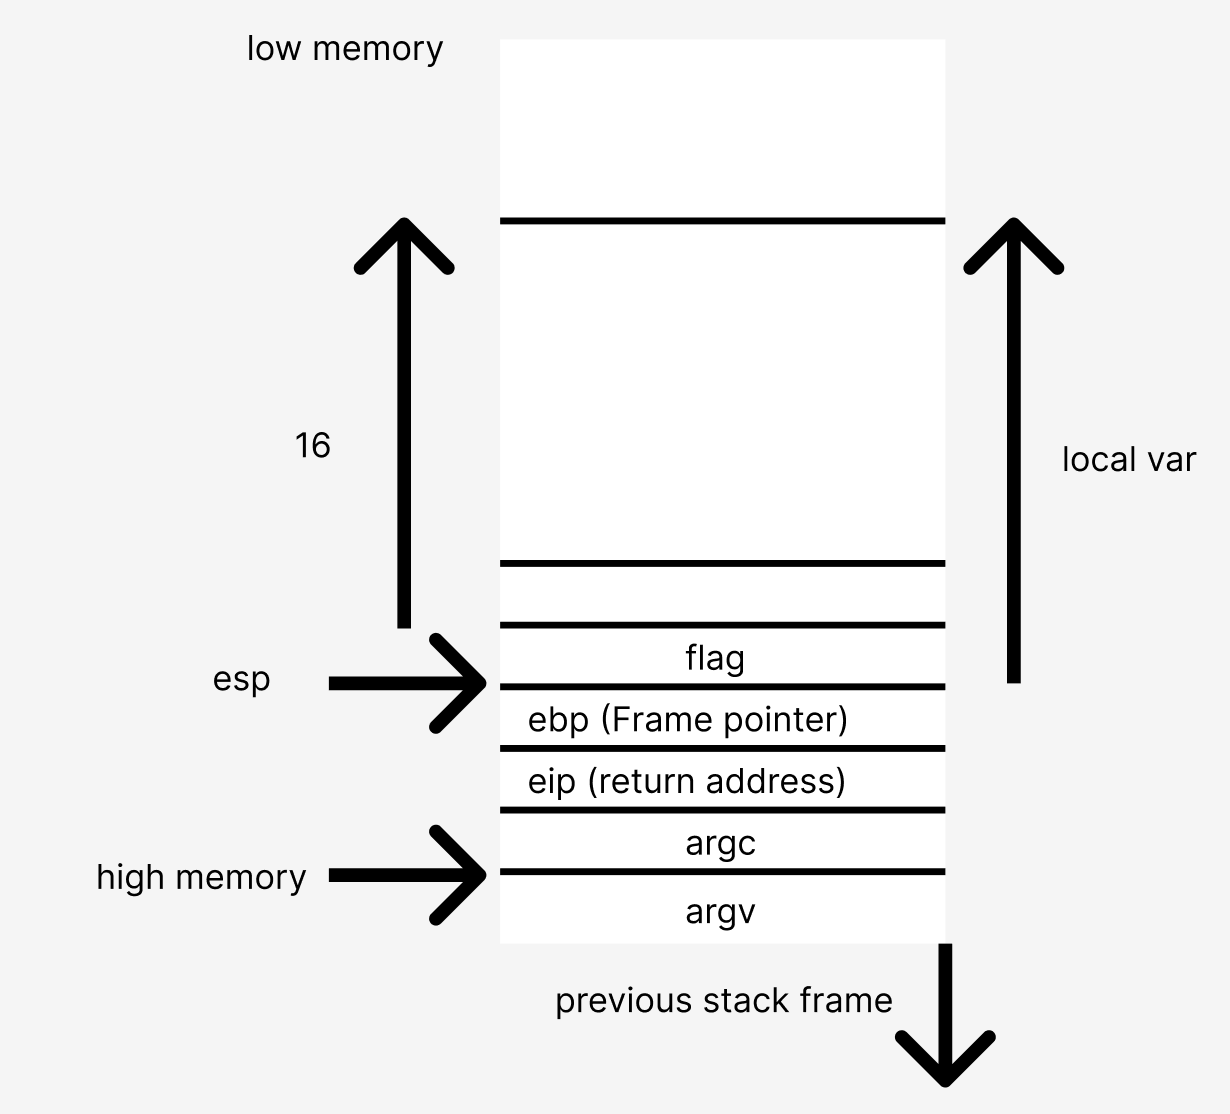 low memory
16
local var
flag
esp
ebp (Frame pointer)
eip (return address)
argc
high memory
argv
previous stack frame